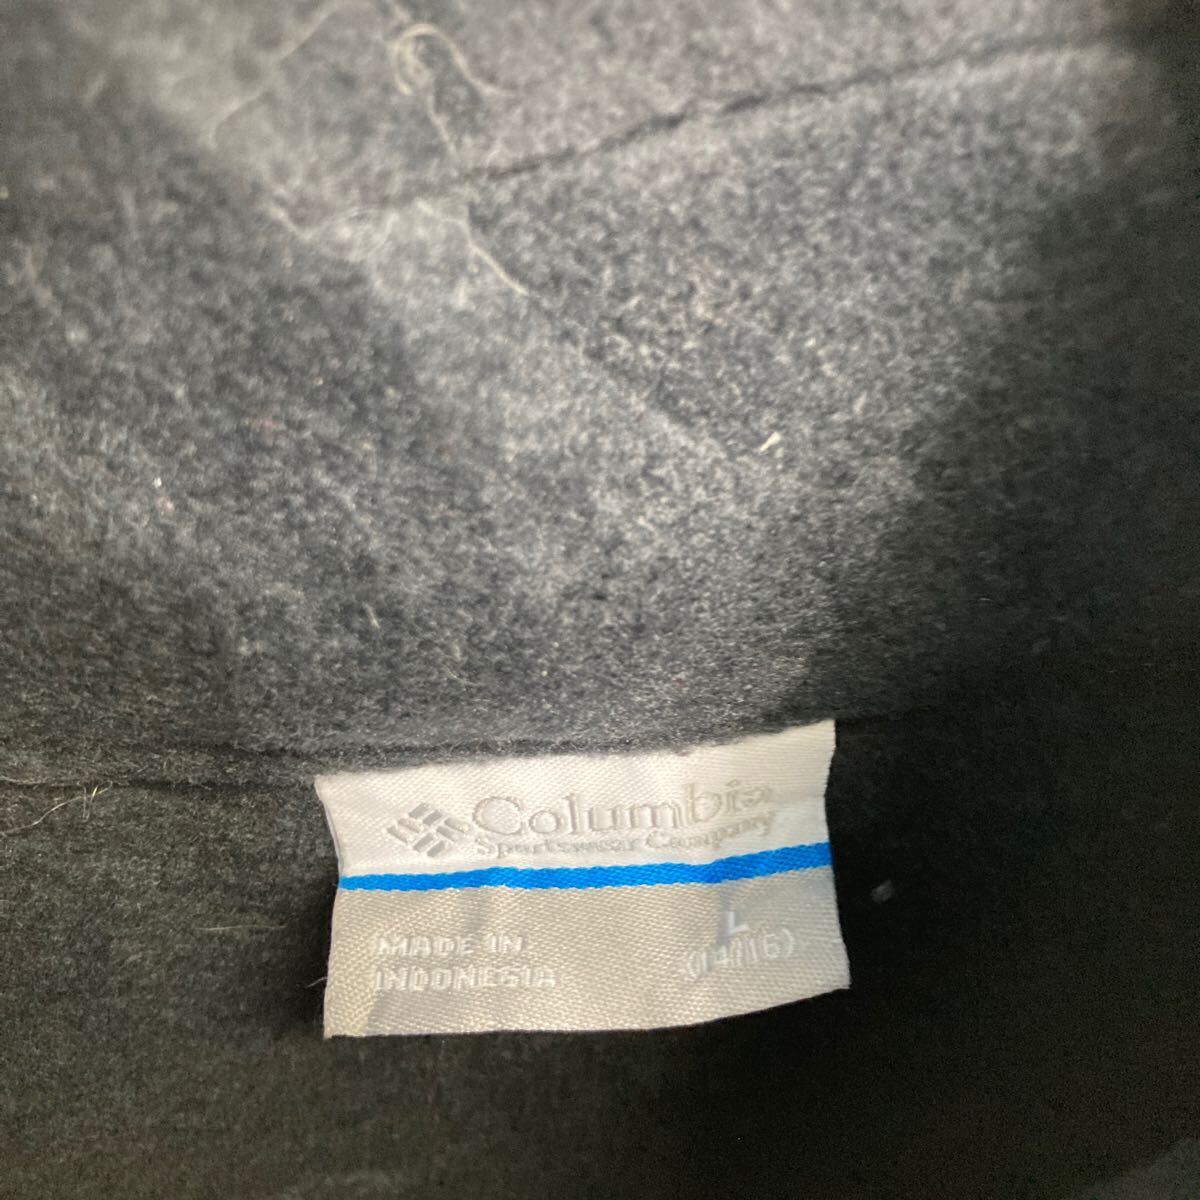 Columbia
Sportswear Company
L
MADE IN
(14/16)
INDONESIA